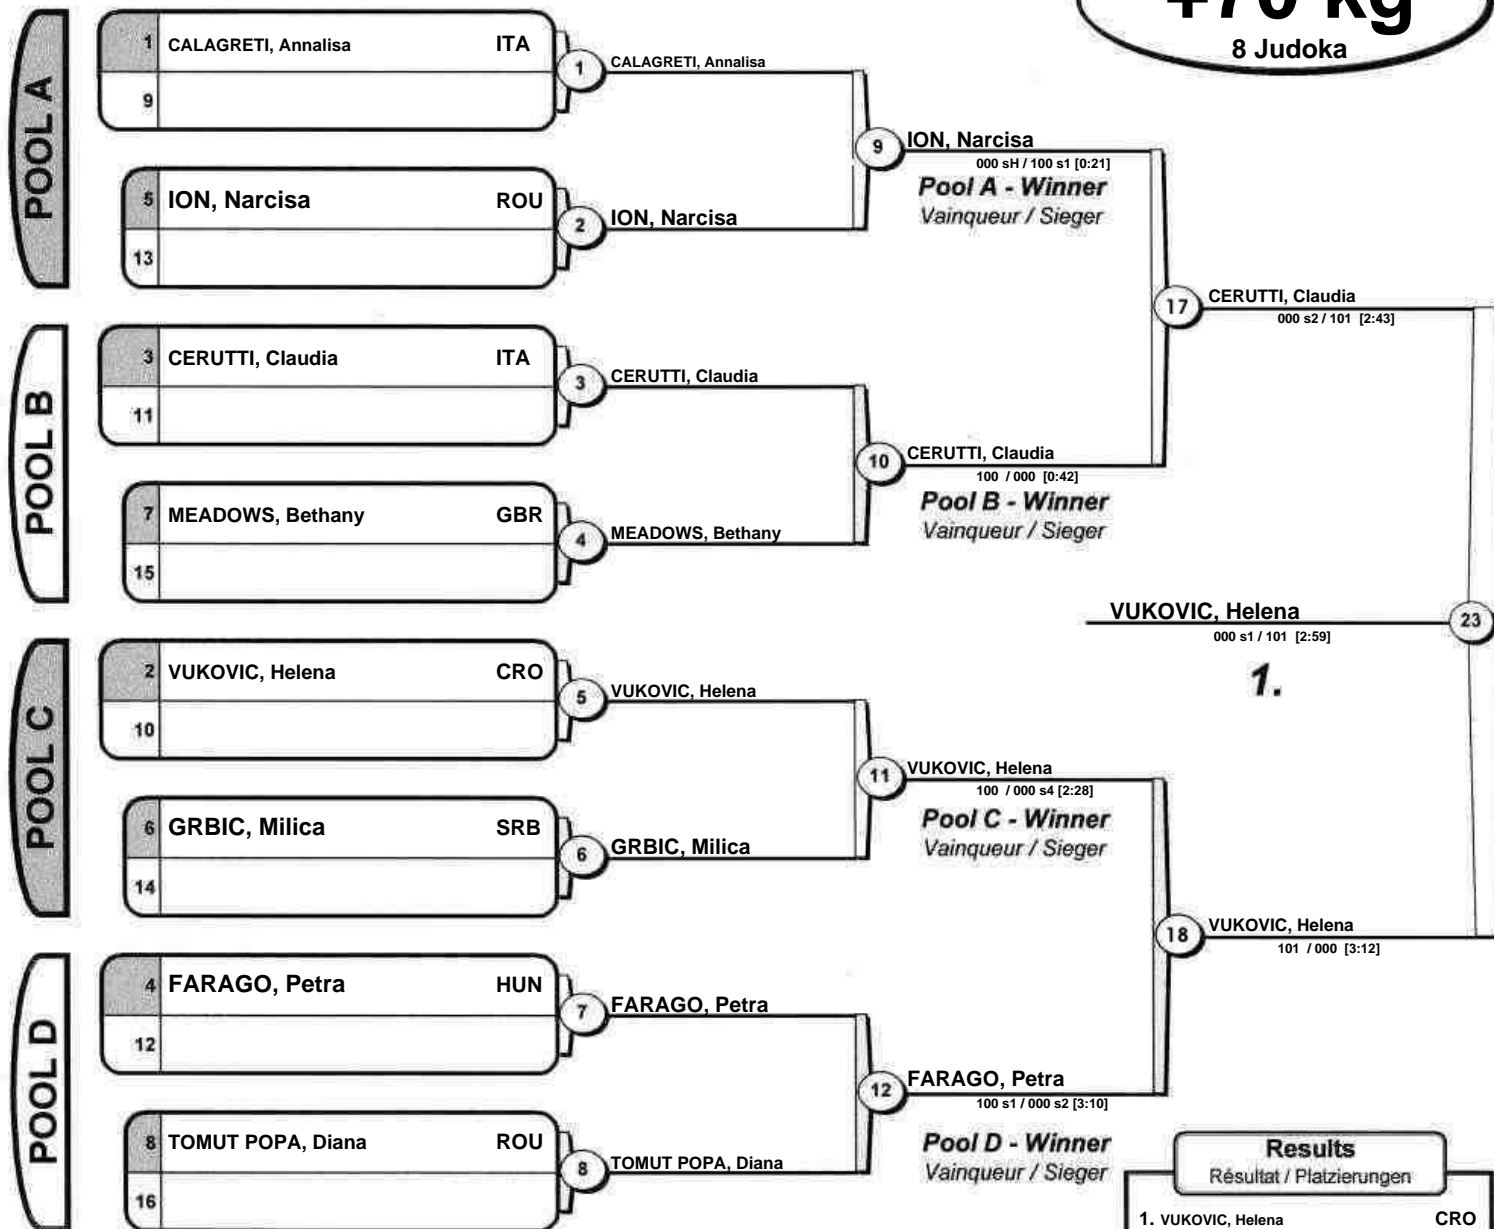 +70 kg
8 Judoka
POOL A
1 CALAGRETI, Annalisa ITA
9
1 CALAGRETI, Annalisa
5 ION, Narcisa ROU
13
2 ION, Narcisa
9 ION, Narcisa
000 sH / 100 s1 [0:21]
Pool A - Winner
Vainqueur / Sieger
POOL B
3 CERUTTI, Claudia ITA
11
3 CERUTTI, Claudia
7 MEADOWS, Bethany GBR
15
4 MEADOWS, Bethany
10 CERUTTI, Claudia
100 / 000 [0:42]
Pool B - Winner
Vainqueur / Sieger
17 CERUTTI, Claudia
000 s2 / 101 [2:43]
VUKOVIC, Helena 23
000 s1 / 101 [2:59]
1.
POOL C
2 VUKOVIC, Helena CRO
10
5 VUKOVIC, Helena
6 GRBIC, Milica SRB
14
6 GRBIC, Milica
11 VUKOVIC, Helena
100 / 000 s4 [2:28]
Pool C - Winner
Vainqueur / Sieger
18 VUKOVIC, Helena
101 / 000 [3:12]
POOL D
4 FARAGO, Petra HUN
12
7 FARAGO, Petra
8 TOMUT POPA, Diana ROU
16
8 TOMUT POPA, Diana
12 FARAGO, Petra
100 s1 / 000 s2 [3:10]
Pool D - Winner
Vainqueur / Sieger
Results
Résultat / Platzierungen
1. VUKOVIC, Helena CRO